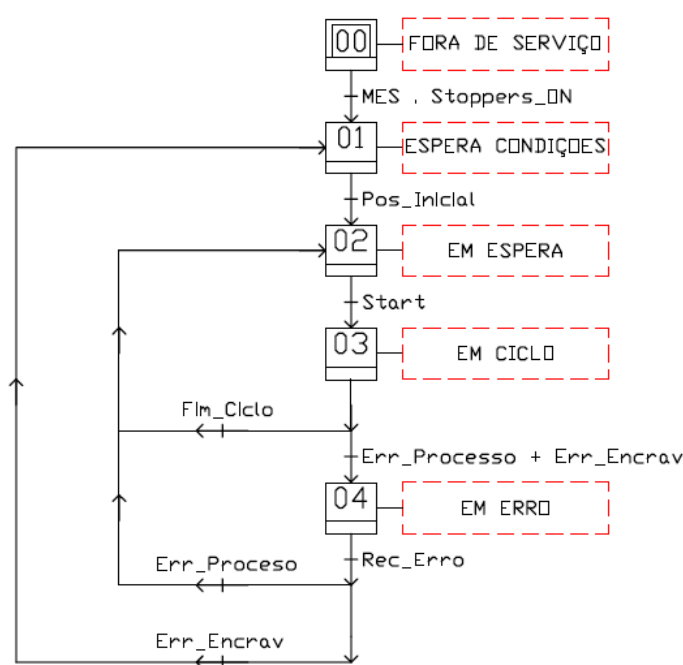 00 FORA DE SERVIÇO
MES . Stoppers_ON
01 ESPERA CONDIÇOES
Pos_Inicial
02 EM ESPERA
Start
03 EM CICLO
Fim_Ciclo
Err_Processo + Err_Encrav
04 EM ERRO
Rec_Erro
Err_Proceso
Err_Encrav